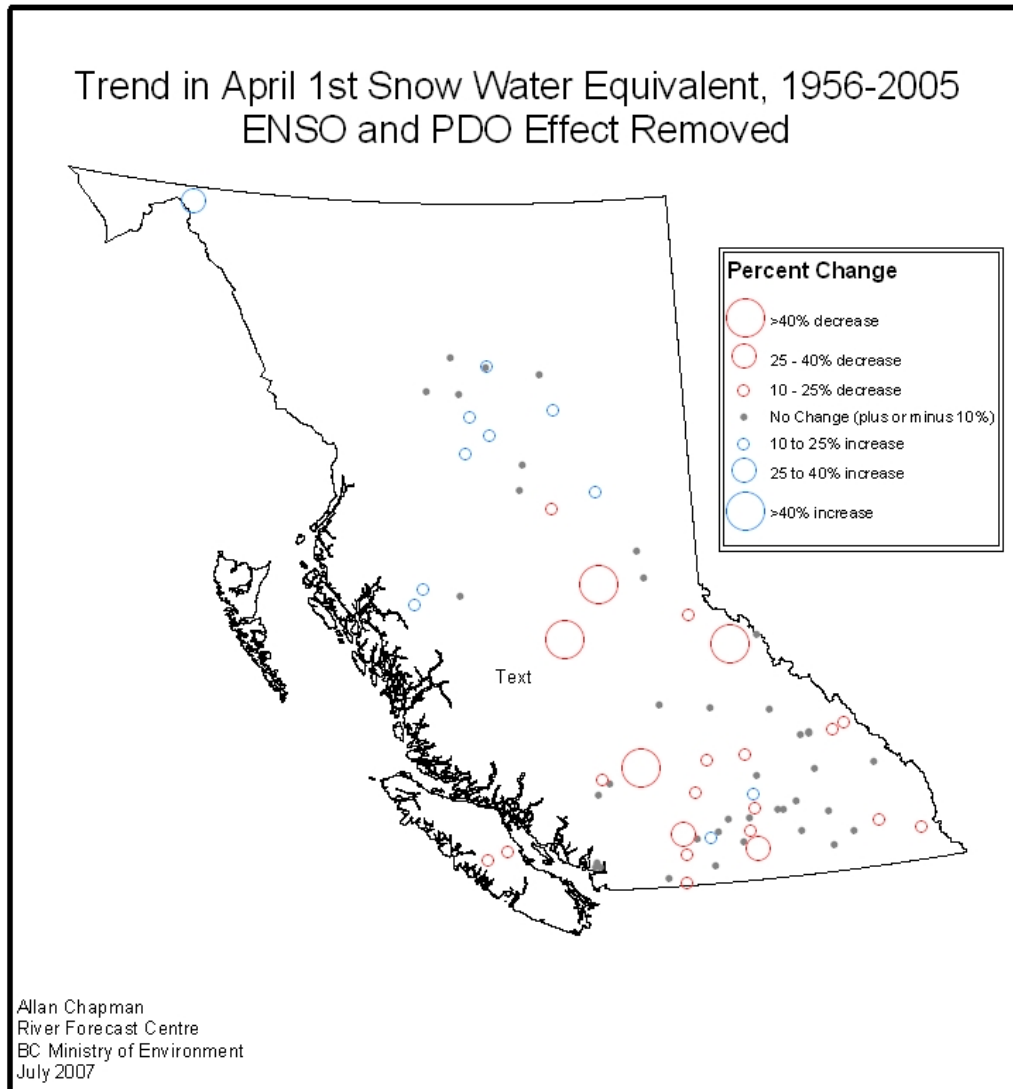 Trend in April 1st Snow Water Equivalent, 1956-2005
ENSO and PDO Effect Removed
Percent Change
>40% decrease
25 - 40% decrease
10 - 25% decrease
No Change (plus or minus 10%)
10 to 25% increase
25 to 40% increase
>40% increase
Text
Allan Chapman
River Forecast Centre
BC Ministry of Environment
July 2007